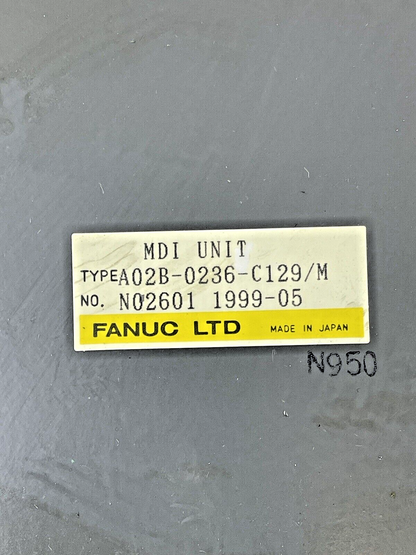 MDI UNIT
TYPE A02B-0236-C129/M
NO. N02601 1999-05
FANUC LTD MADE IN JAPAN
N950